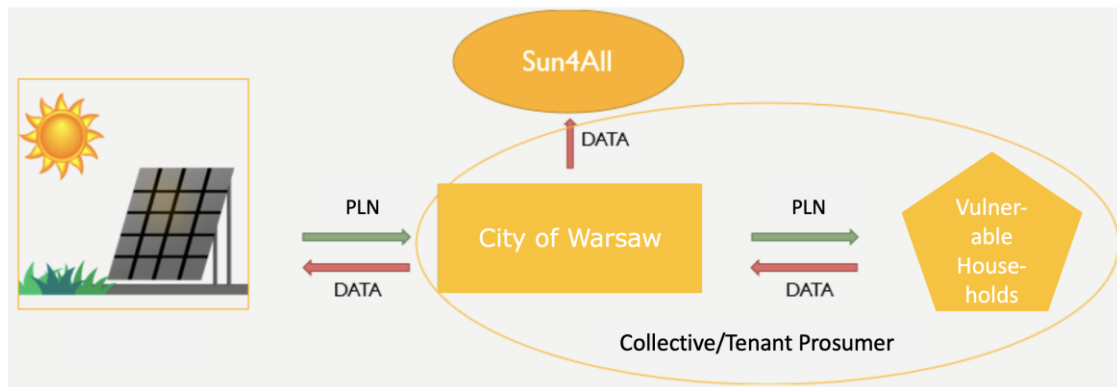 Sun4All
DATA
PLN
City of Warsaw
PLN
Vulner-
able
House-
holds
DATA
DATA
Collective/Tenant Prosumer